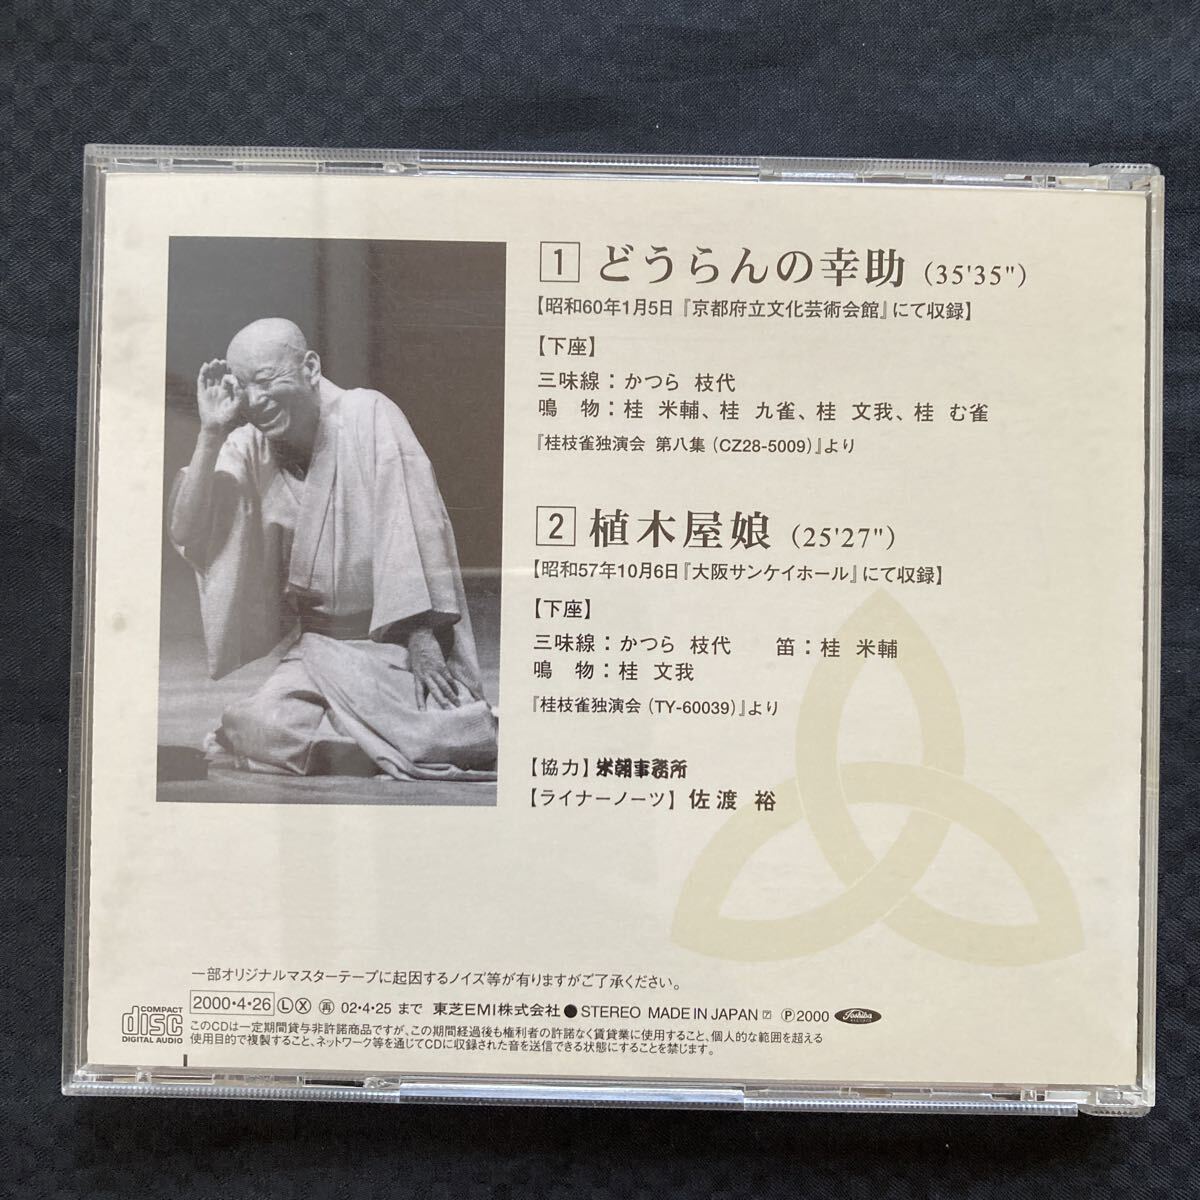 1 どうらんの幸助 (35'35")
【昭和60年1月5日『京都府立文化芸術会館』にて収録】
【下座】
三味線：かつら 枝代
鳴 物：桂 米輔、桂 九雀、桂 文我、桂 む雀
『桂枝雀独演会 第八集(CZ28-5009)』より
2 植木屋娘 (25'27")
【昭和57年10月6日『大阪サンケイホール』にて収録】
【下座】
三味線：かつら 枝代 笛：桂 米輔
鳴 物：桂 文我
『桂枝雀独演会(TY-60039)』より
【協力】米朝事務所
【ライナーノーツ】佐渡 裕
一部オリジナルマスターテープに起因するノイズ等が有りますがご了承ください。
COMPACT disc DIGITAL AUDIO
2000・4・26 Ⓛ Ⓧ ㊢ 02・4・25 まで 東芝EMI株式会社 ● STEREO MADE IN JAPAN ⓟ 2000 Toshiba
このCDは一定期間貸与非許諾商品ですが、この期間経過後も権利者の許諾なく賃貸業に使用すること、個人的な範囲を超える
使用目的で複製すること、ネットワーク等を通じてCDに収録された音を送信できる状態にすることを禁じます。